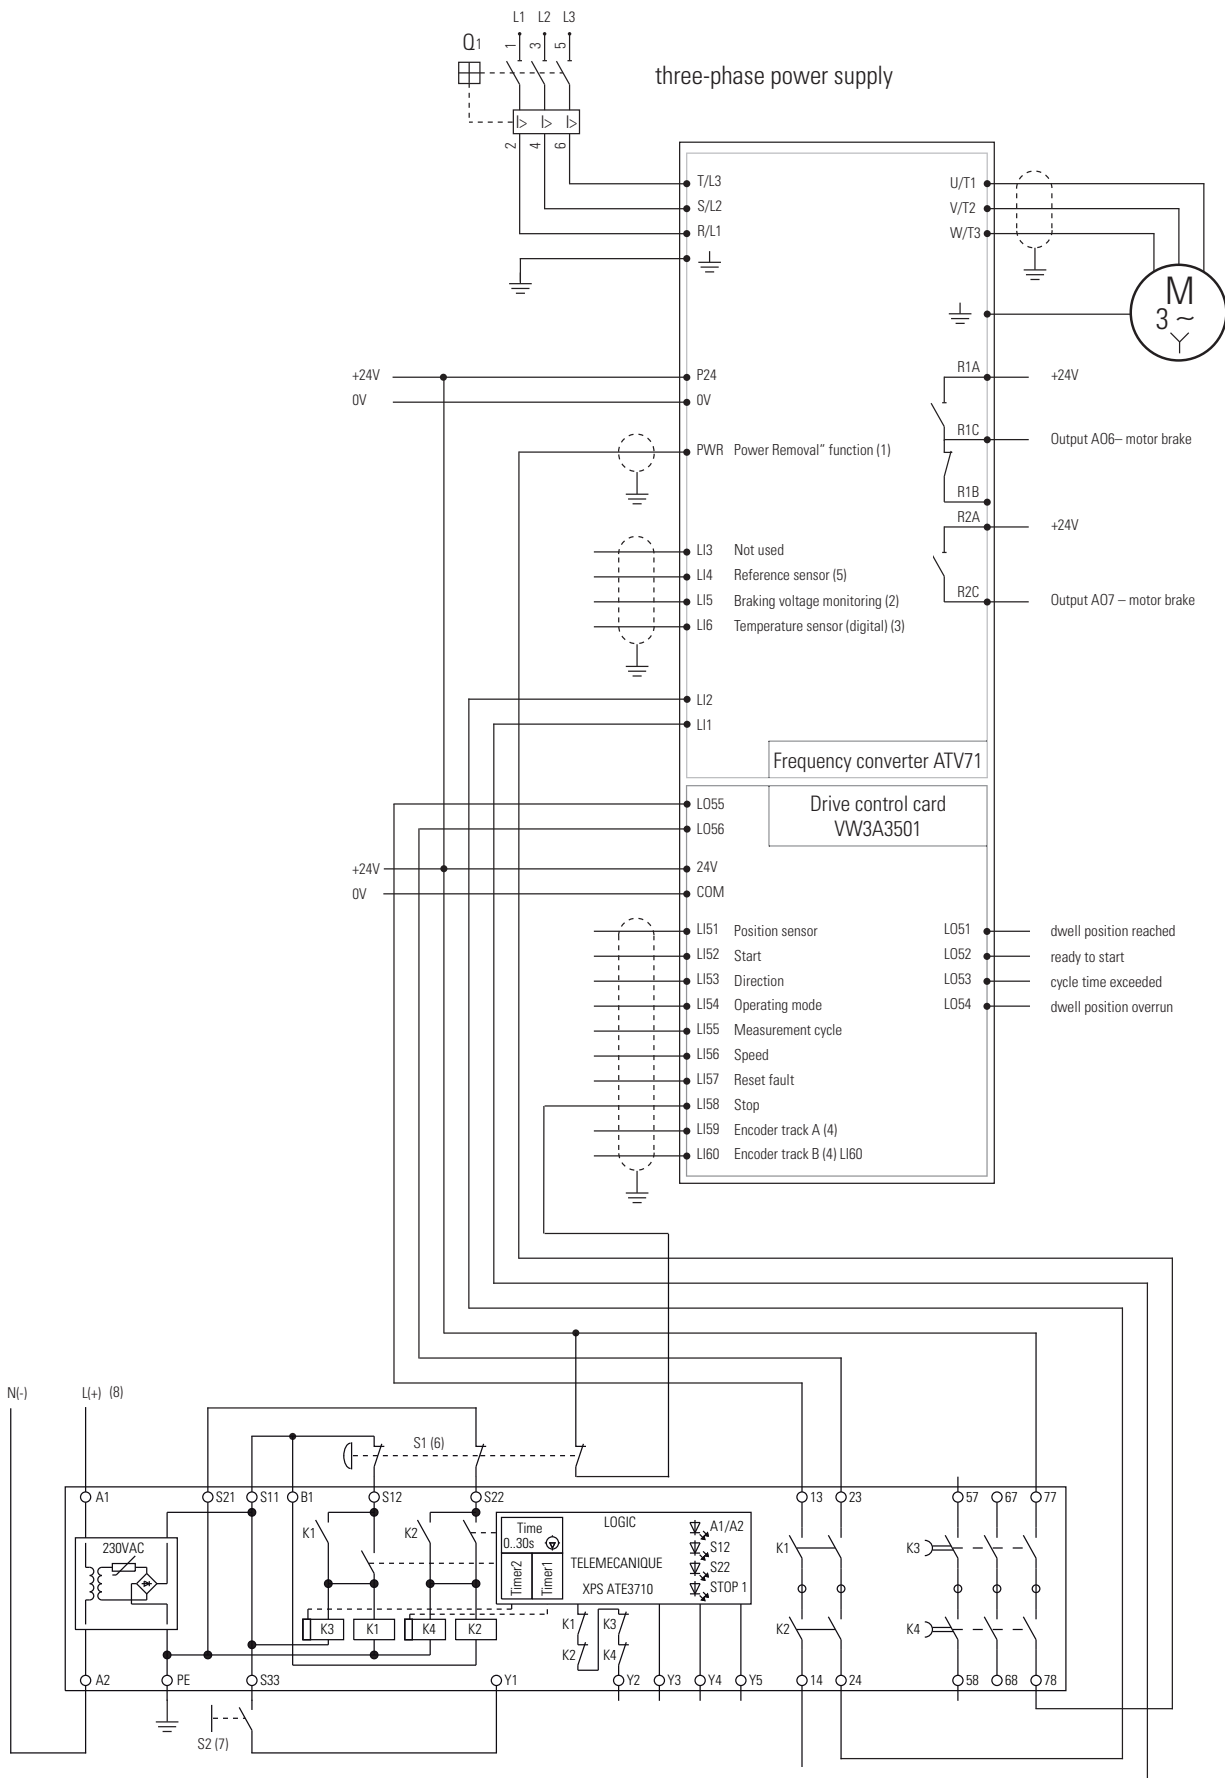 L1 L2 L3
Q1
1 3 5
three-phase power supply
I> I> I>
2 4 6
T/L3
U/T1
S/L2
V/T2
R/L1
W/T3
M
3 ~
R1A
+24V
P24
+24V
0V
0V
R1C
Output A06– motor brake
PWR Power Removal" function (1)
R1B
R2A
+24V
LI3 Not used
LI4 Reference sensor (5)
LI5 Braking voltage monitoring (2)
R2C
Output A07 – motor brake
LI6 Temperature sensor (digital) (3)
LI2
LI1
Frequency converter ATV71
LO55
Drive control card
VW3A3501
LO56
+24V
24V
0V
COM
LI51 Position sensor
LO51
dwell position reached
LI52 Start
LO52
ready to start
LI53 Direction
LO53
cycle time exceeded
LI54 Operating mode
LO54
dwell position overrun
LI55 Measurement cycle
LI56 Speed
LI57 Reset fault
LI58 Stop
LI59 Encoder track A (4)
LI60 Encoder track B (4) LI60
N(-)
L(+) (8)
S1 (6)
A1 S21 S11 B1 S12 S22 13 23 57 67 77
230VAC
K1
K2
Time
0..30s
Timer2
Timer1
LOGIC
TELEMECANIQUE
XPS ATE3710
A1/A2
S12
S22
STOP 1
K1
K3
K3 K1 K4 K2
K1 K3
K2 K4
K2
K4
A2 PE S33 Y1 Y2 Y3 Y4 Y5 14 24 58 68 78
S2 (7)